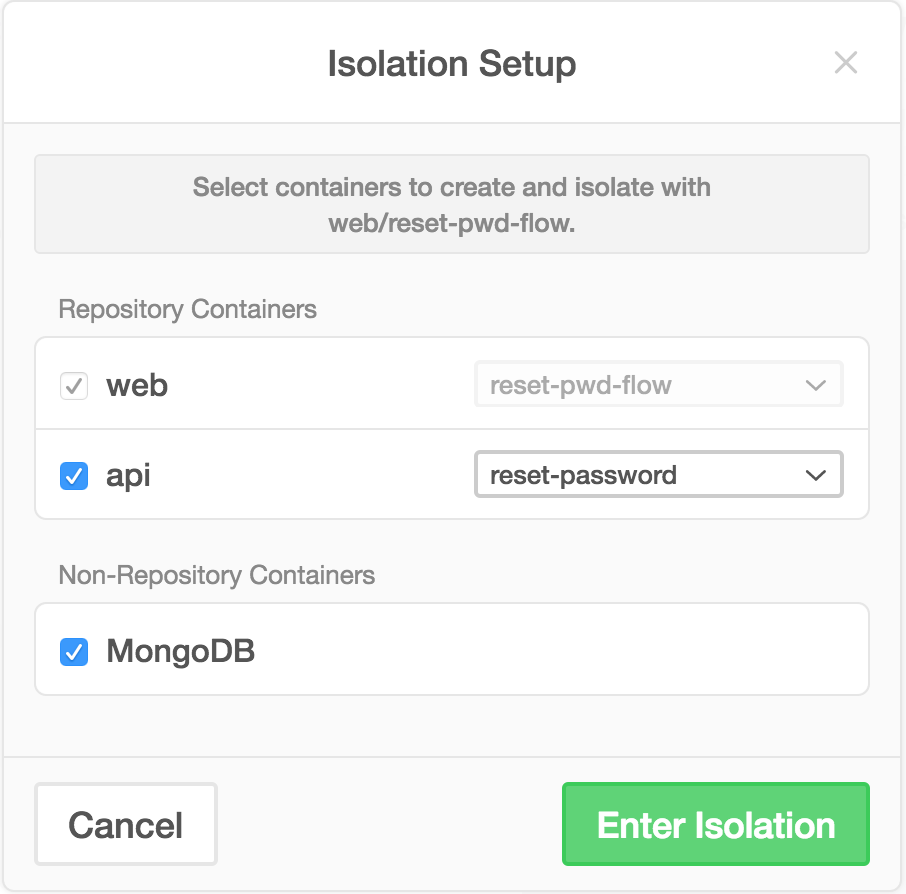 Isolation Setup
Select containers to create and isolate with
web/reset-pwd-flow.
Repository Containers
web
reset-pwd-flow
api
reset-password
Non-Repository Containers
MongoDB
Cancel
Enter Isolation